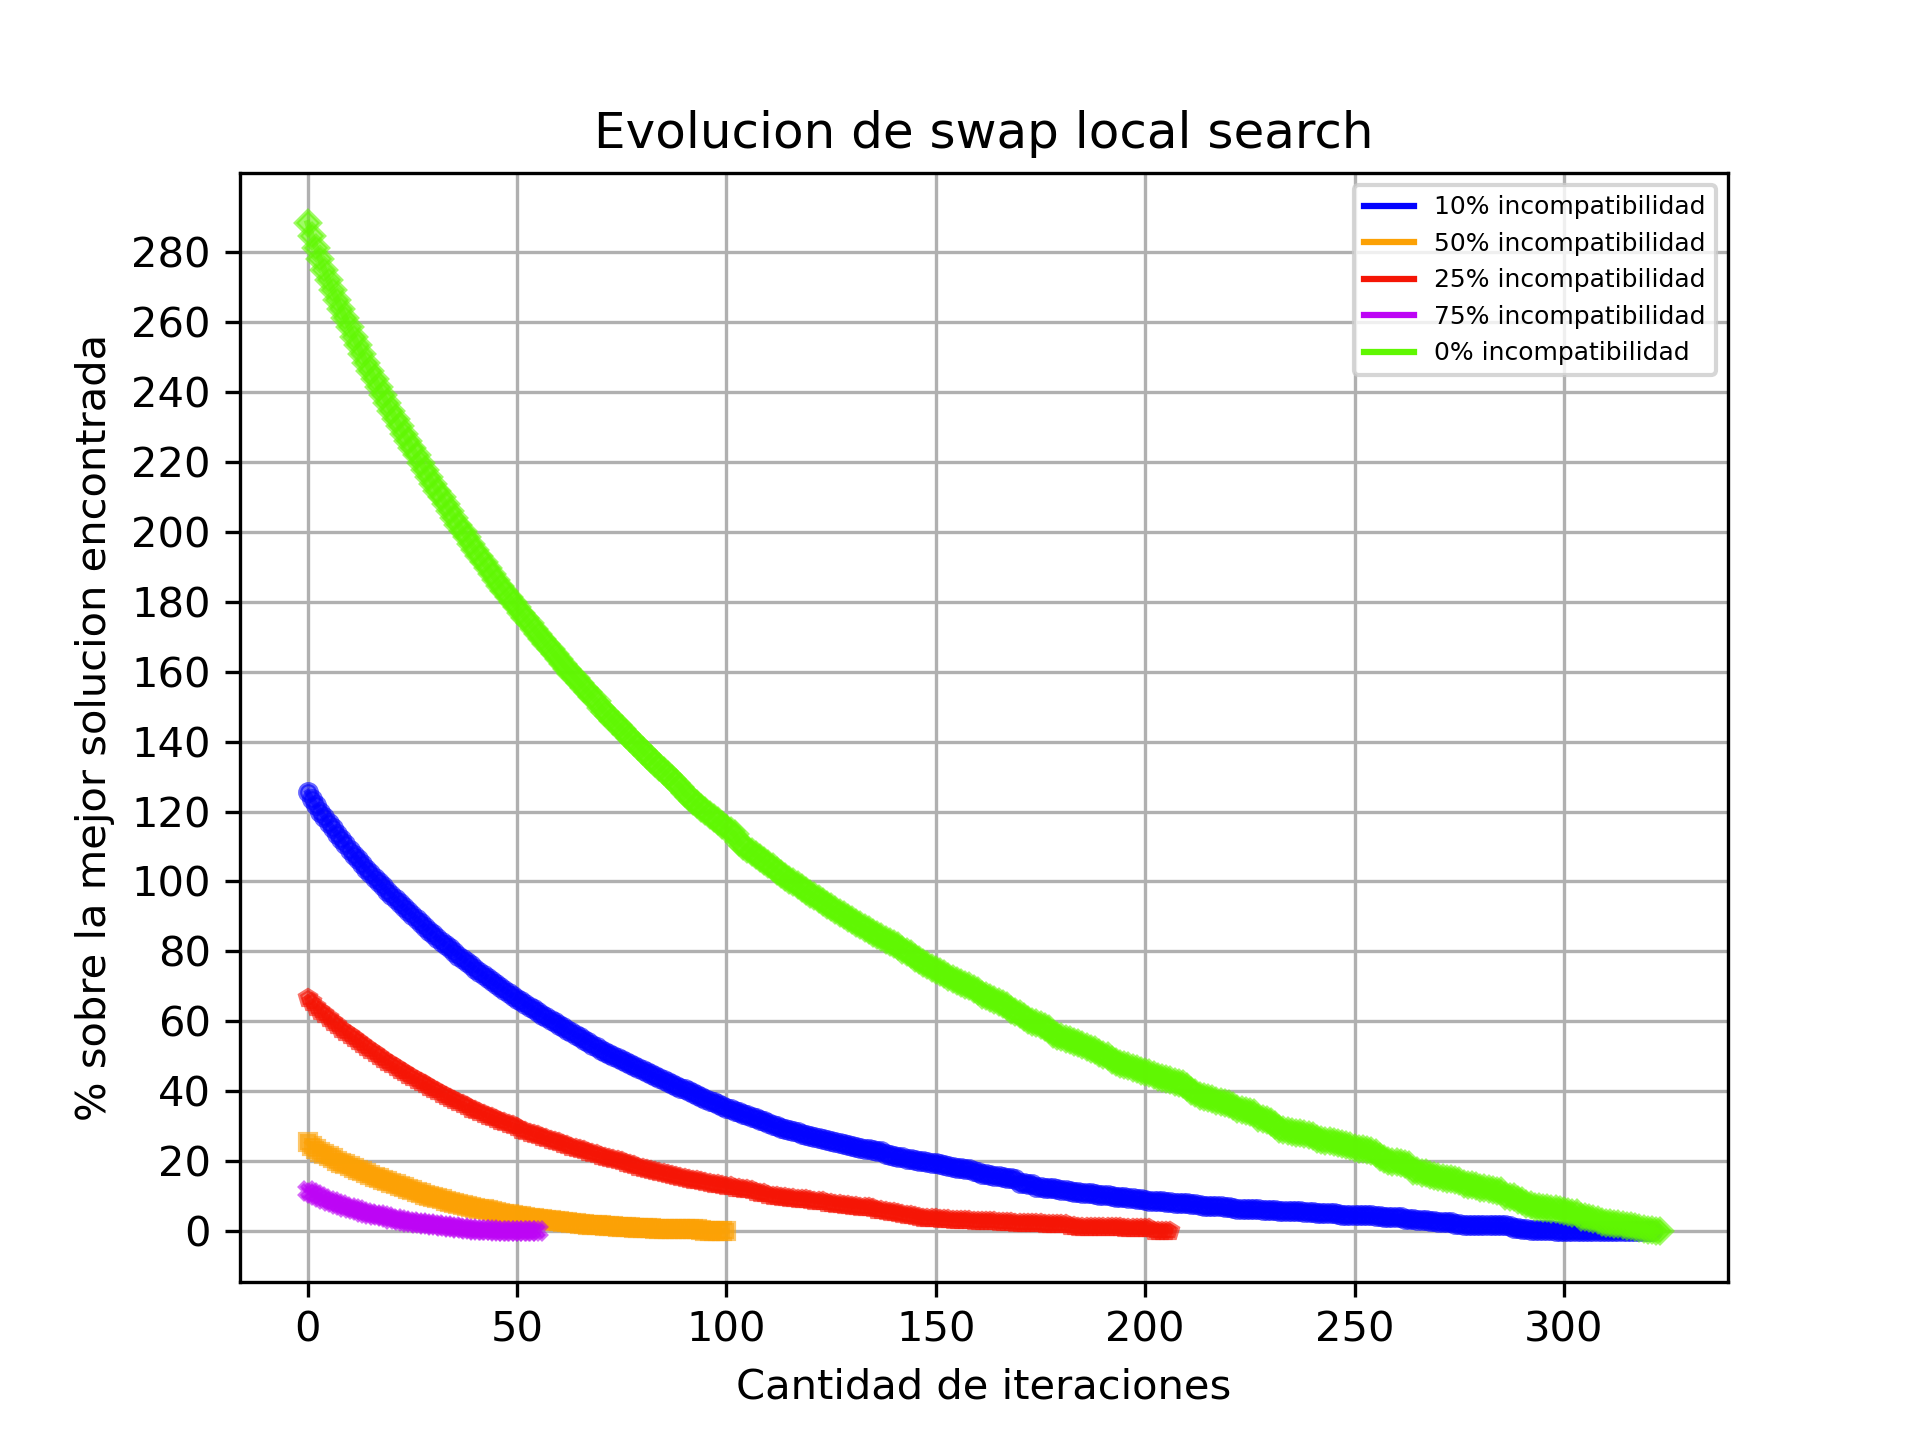 Evolucion de swap local search
10% incompatibilidad
50% incompatibilidad
25% incompatibilidad
75% incompatibilidad
0% incompatibilidad
% sobre la mejor solucion encontrada
280
260
240
220
200
180
160
140
120
100
80
60
40
20
0
0 50 100 150 200 250 300
Cantidad de iteraciones